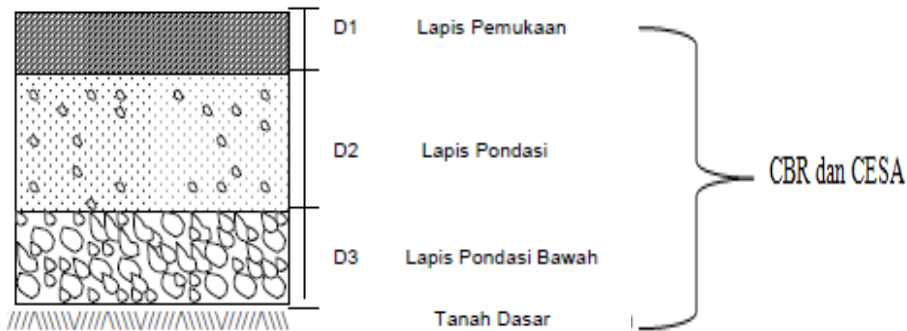 D1 Lapis Pemukaan
D2 Lapis Pondasi
CBR dan CESA
D3 Lapis Pondasi Bawah
Tanah Dasar